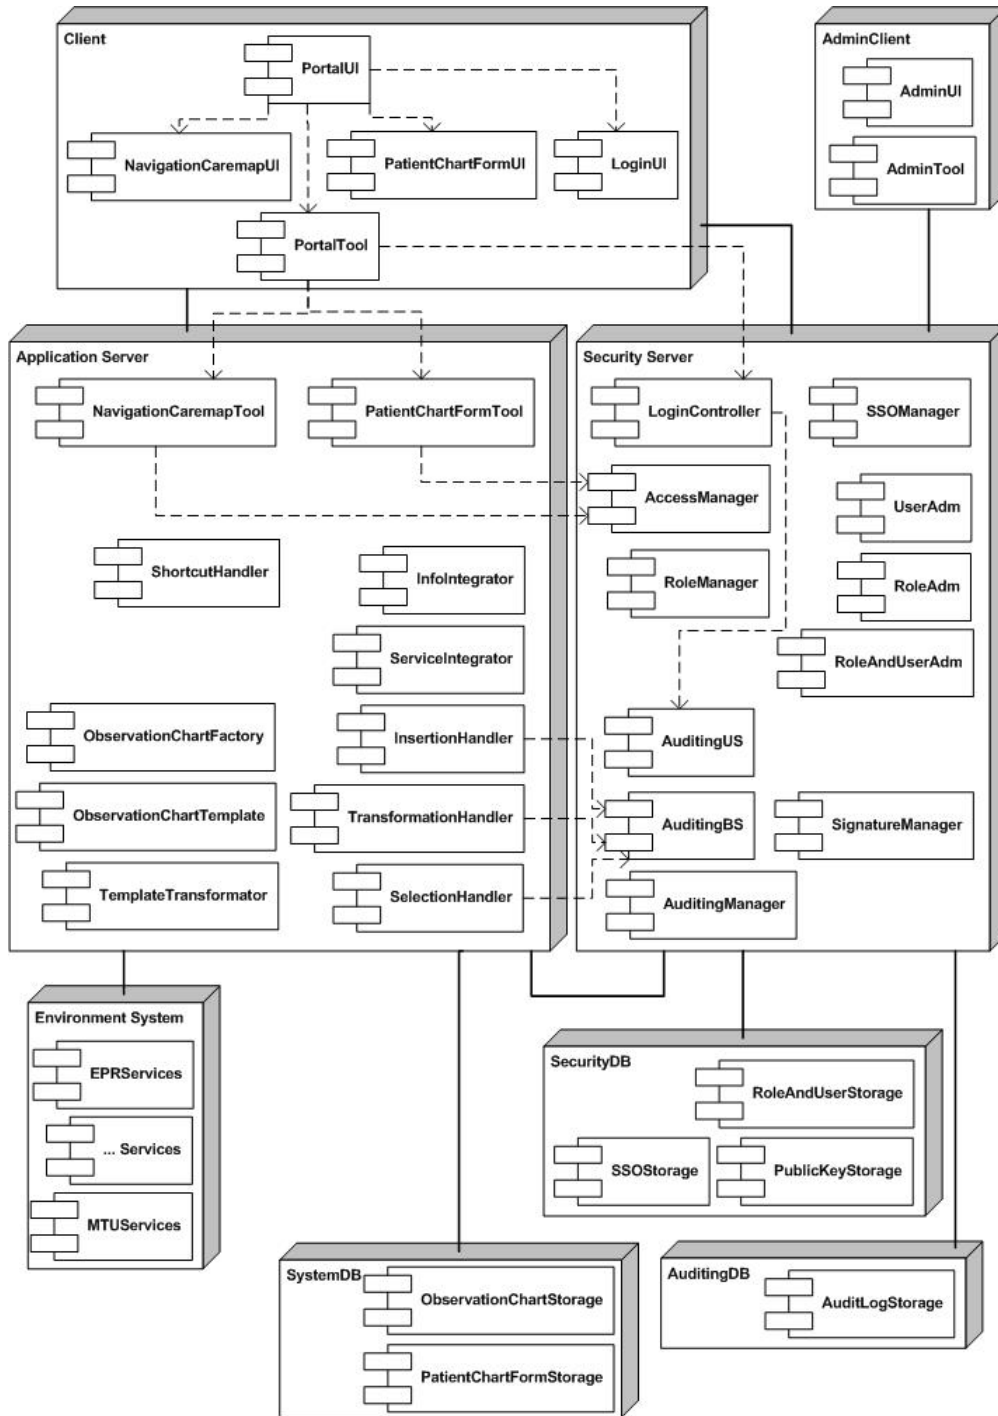 Client
PortalUI
NavigationCaremapUI
PatientChartFormUI
LoginUI
PortalTool
AdminClient
AdminUI
AdminTool
Application Server
NavigationCaremapTool
PatientChartFormTool
ShortcutHandler
InfoIntegrator
ServiceIntegrator
ObservationChartFactory
InsertionHandler
ObservationChartTemplate
TransformationHandler
TemplateTransformator
SelectionHandler
Security Server
LoginController
SSOManager
AccessManager
UserAdm
RoleManager
RoleAdm
RoleAndUserAdm
AuditingUS
AuditingBS
SignatureManager
AuditingManager
Environment System
EPRServices
... Services
MTUServices
SecurityDB
RoleAndUserStorage
SSOStorage
PublicKeyStorage
SystemDB
ObservationChartStorage
PatientChartFormStorage
AuditingDB
AuditLogStorage